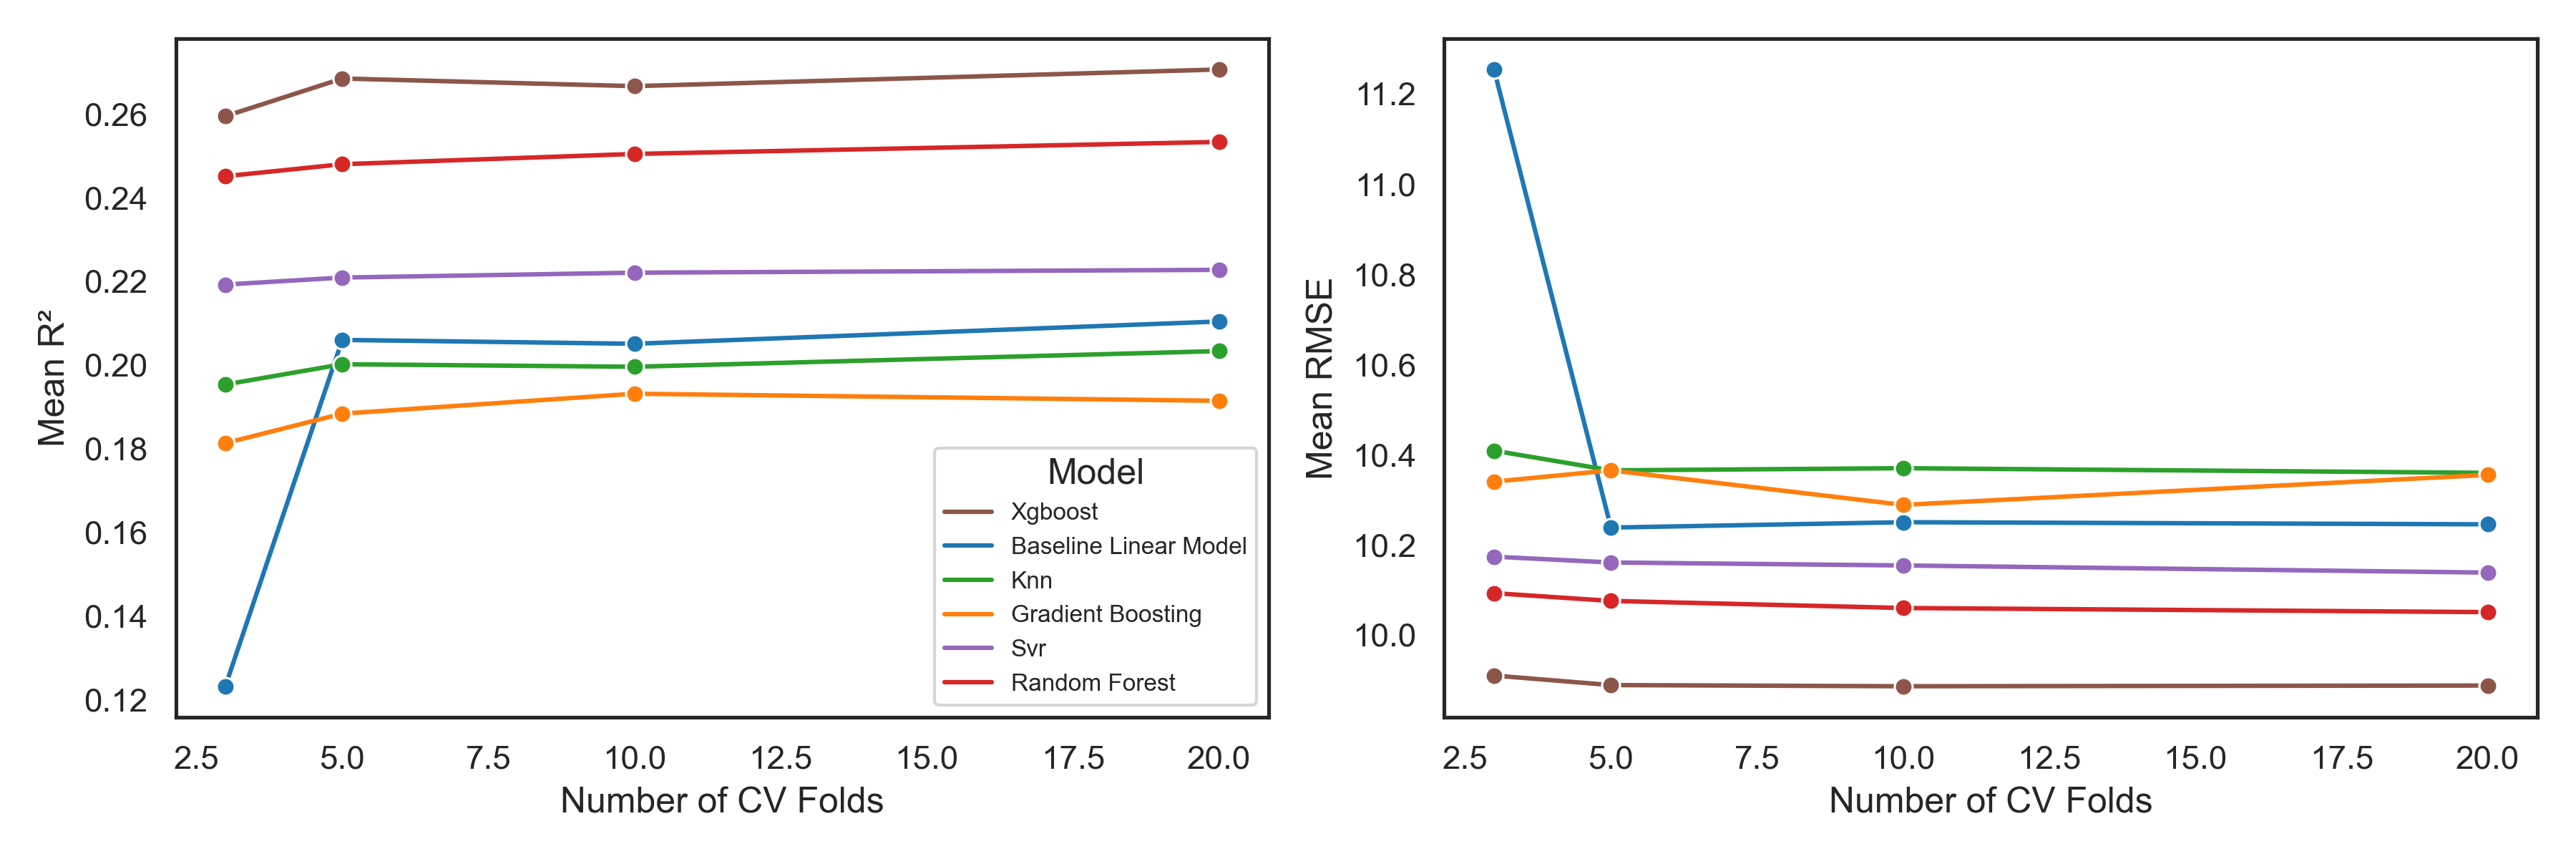 Mean R²
0.26
0.24
0.22
0.20
0.18
0.16
0.14
0.12
2.5 5.0 7.5 10.0 12.5 15.0 17.5 20.0
Number of CV Folds
Model
Xgboost
Baseline Linear Model
Knn
Gradient Boosting
Svr
Random Forest
Mean RMSE
11.2
11.0
10.8
10.6
10.4
10.2
10.0
2.5 5.0 7.5 10.0 12.5 15.0 17.5 20.0
Number of CV Folds